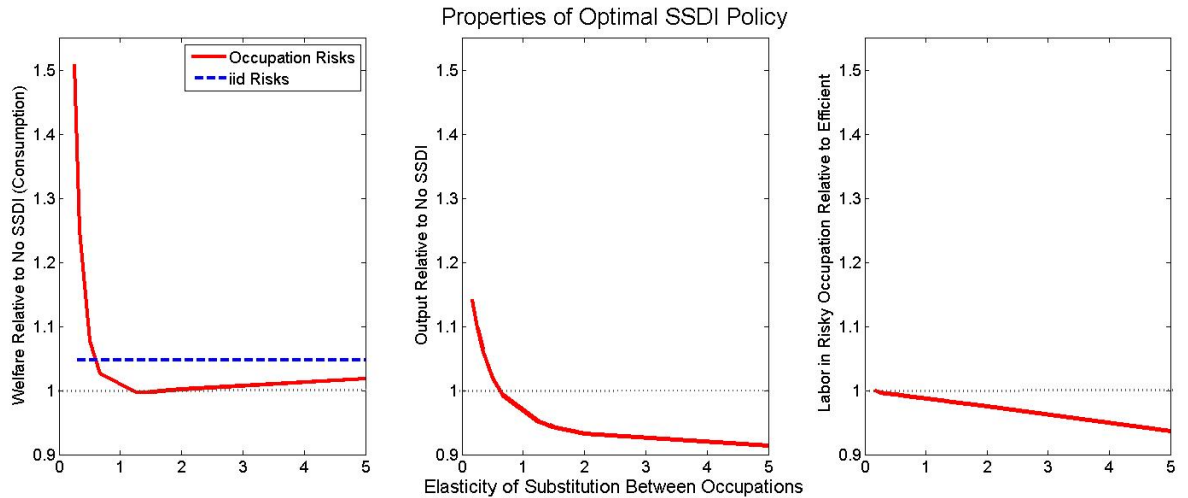 Properties of Optimal SSDI Policy
Welfare Relative to No SSDI (Consumption)
1.5
1.4
1.3
1.2
1.1
1
0.9
0 1 2 3 4 5
Occupation Risks
iid Risks
Output Relative to No SSDI
1.5
1.4
1.3
1.2
1.1
1
0.9
0 1 2 3 4 5
Labor in Risky Occupation Relative to Efficient
1.5
1.4
1.3
1.2
1.1
1
0.9
0 1 2 3 4 5
Elasticity of Substitution Between Occupations